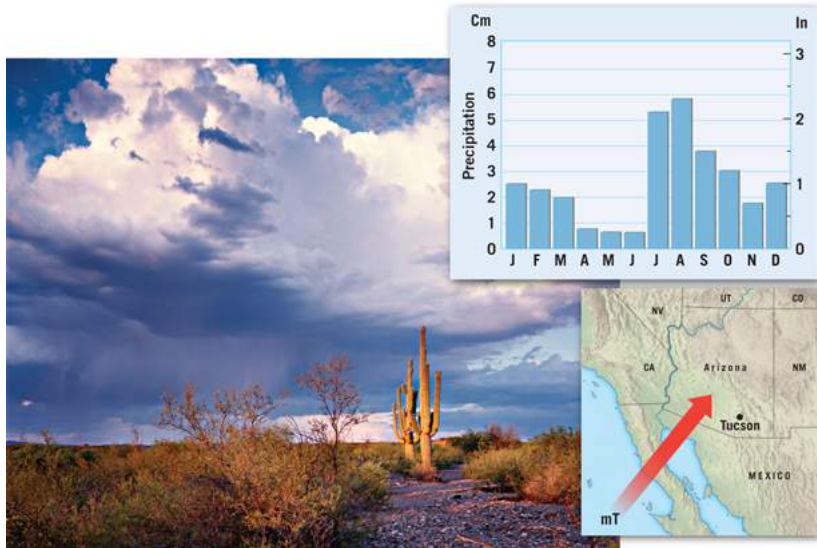 Cm
In
8
7
6
5
4
3
2
1
0
Precipitation
3
2
1
0
J F M A M J J A S O N D
NV
UT
CO
CA
Arizona
NM
Tucson
MEXICO
mT